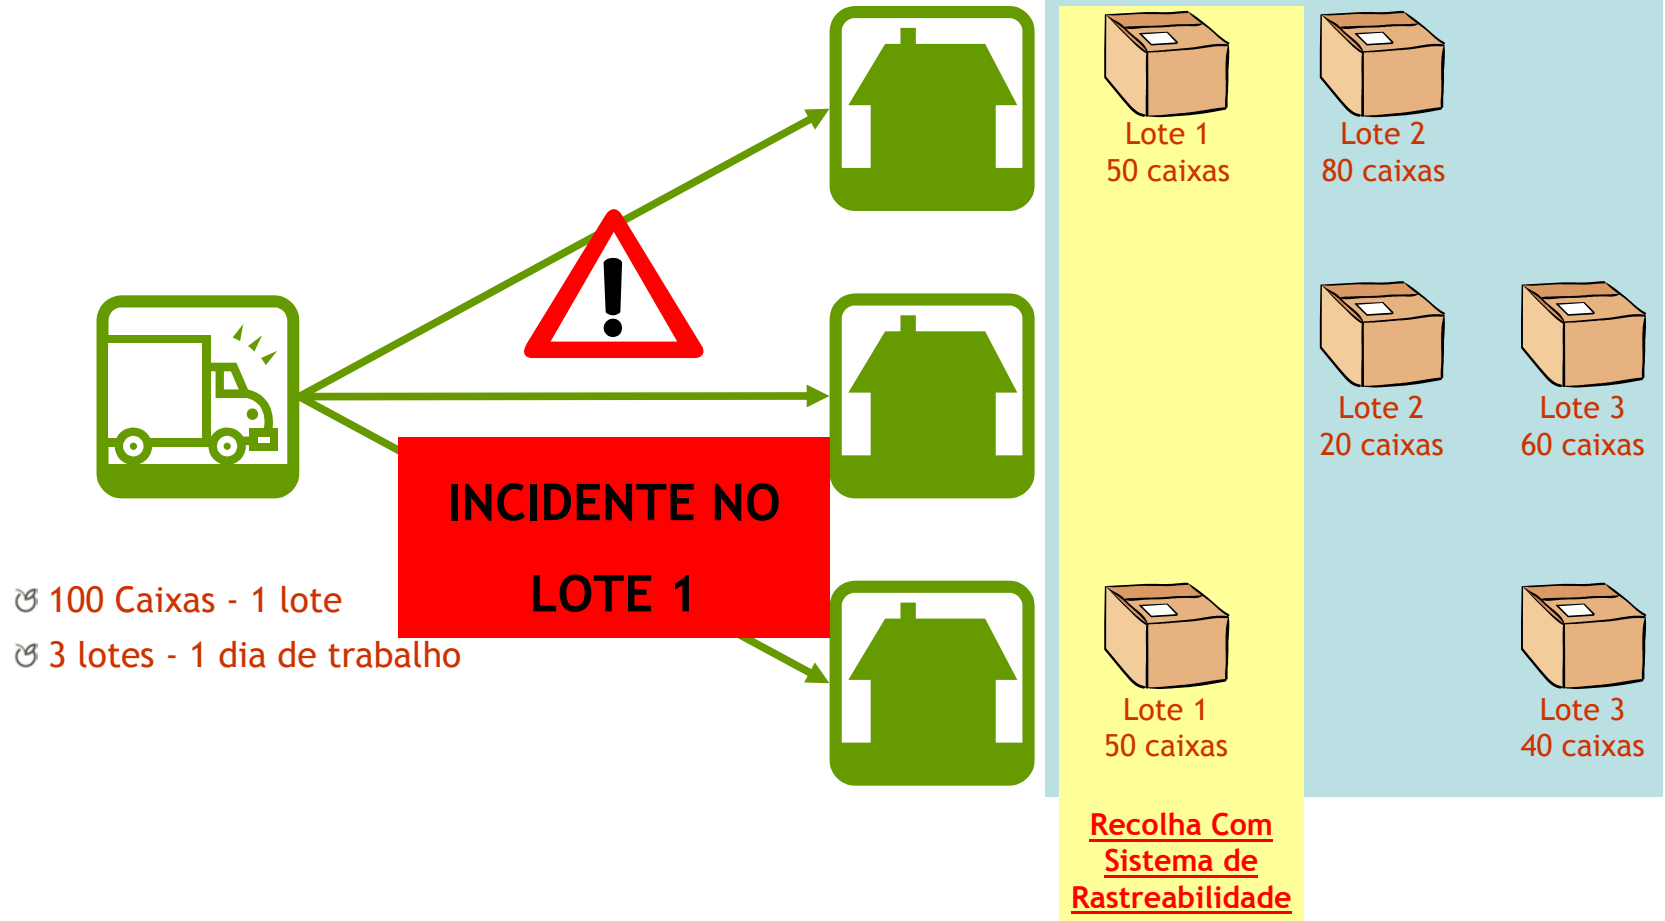 Lote 1
50 caixas
Lote 2
80 caixas
Lote 2
20 caixas
Lote 3
60 caixas
INCIDENTE NO
LOTE 1
100 Caixas - 1 lote
3 lotes - 1 dia de trabalho
Lote 1
50 caixas
Lote 3
40 caixas
Recolha Com
Sistema de
Rastreabilidade